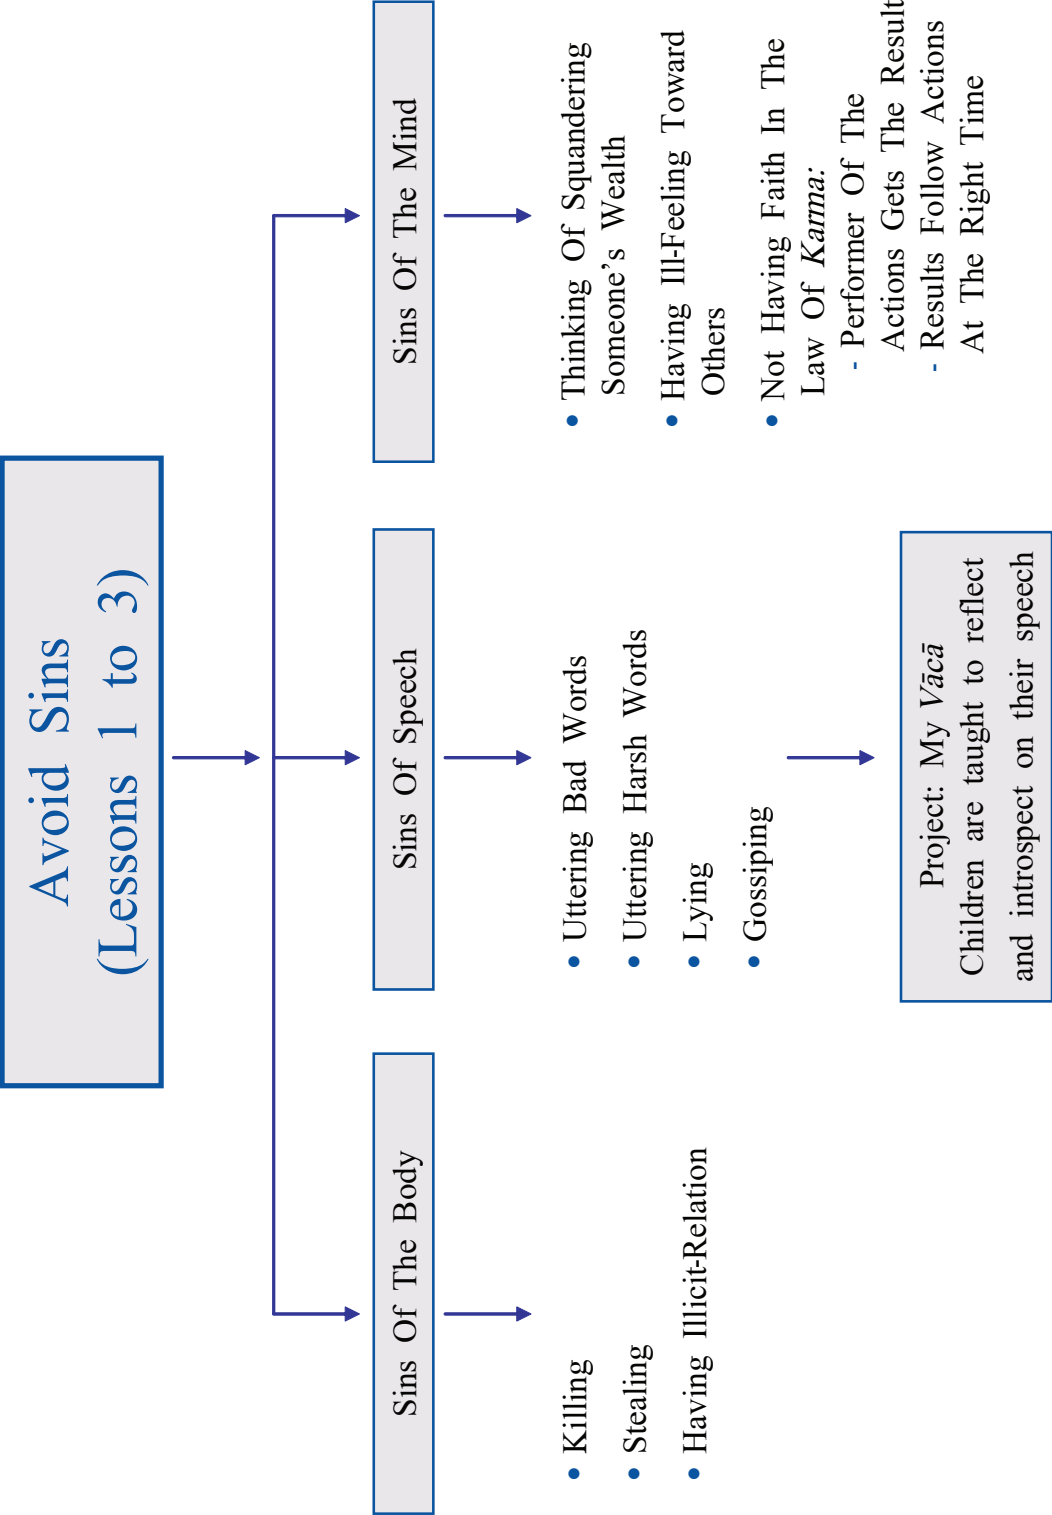 Avoid Sins
(Lessons 1 to 3)
Sins Of The Body
• Killing
• Stealing
• Having Illicit-Relation
Sins Of Speech
• Uttering Bad Words
• Uttering Harsh Words
• Lying
• Gossiping
Project: My Vācā
Children are taught to reflect
and introspect on their speech
Sins Of The Mind
• Thinking Of Squandering
Someone’s Wealth
• Having Ill-Feeling Toward
Others
• Not Having Faith In The
Law Of Karma:
- Performer Of The
Actions Gets The Result
- Results Follow Actions
At The Right Time